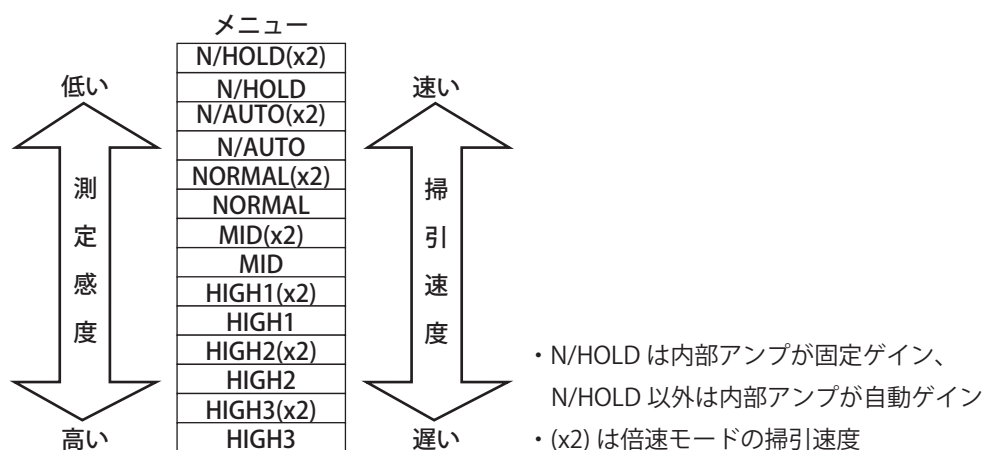 メニュー
N/HOLD(x2)
低い
速い
N/HOLD
N/AUTO(x2)
N/AUTO
NORMAL(x2)
NORMAL
MID(x2)
MID
HIGH1(x2)
HIGH1
HIGH2(x2)
HIGH2
HIGH3(x2)
HIGH3
測定感度
掃引速度
高い
遅い
・N/HOLD は内部アンプが固定ゲイン、
N/HOLD 以外は内部アンプが自動ゲイン
・(x2) は倍速モードの掃引速度